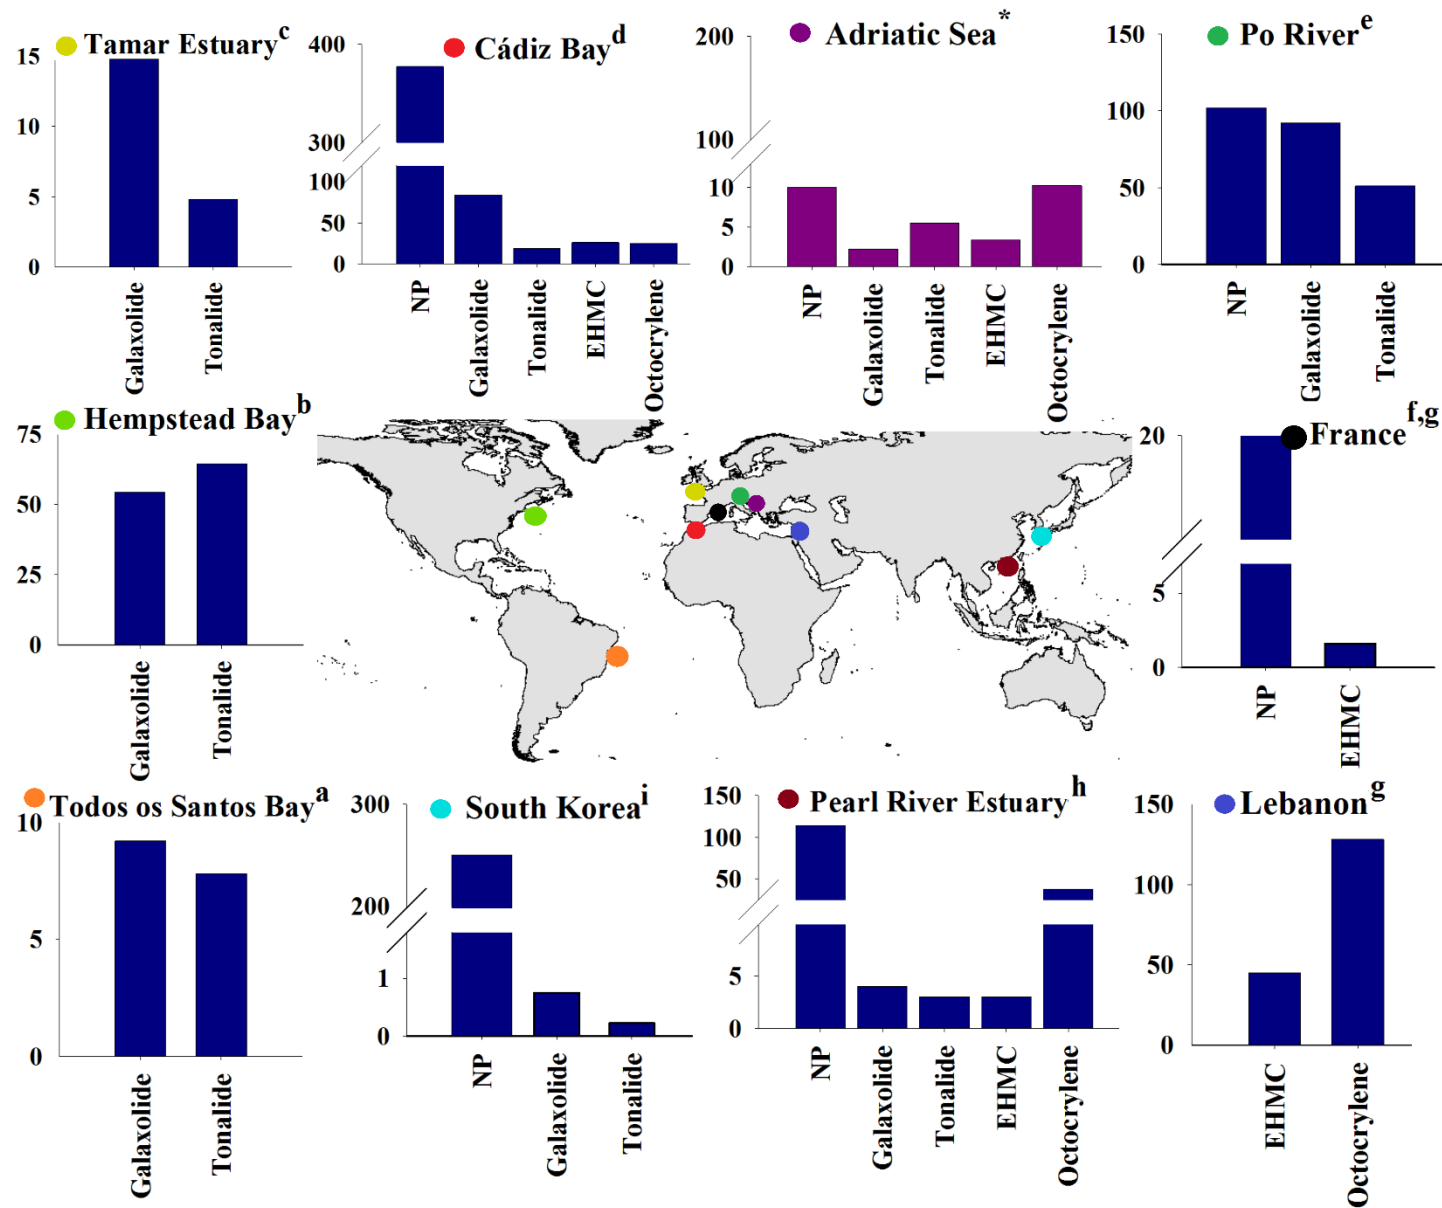 Tamar Estuary^c
15
10
5
0
Galaxolide
Tonalide
Cádiz Bay^d
400
300
100
50
0
NP
Galaxolide
Tonalide
EHMC
Octocrylene
Adriatic Sea^*
200
100
10
5
0
NP
Galaxolide
Tonalide
EHMC
Octocrylene
Po River^e
150
100
50
0
NP
Galaxolide
Tonalide
Hempstead Bay^b
75
50
25
0
Galaxolide
Tonalide
France^f,g
20
5
0
NP
EHMC
Todos os Santos Bay^a
10
5
0
Galaxolide
Tonalide
South Korea^i
300
200
1
0
NP
Galaxolide
Tonalide
Pearl River Estuary^h
150
100
50
5
0
NP
Galaxolide
Tonalide
EHMC
Octocrylene
Lebanon^g
150
100
50
0
EHMC
Octocrylene